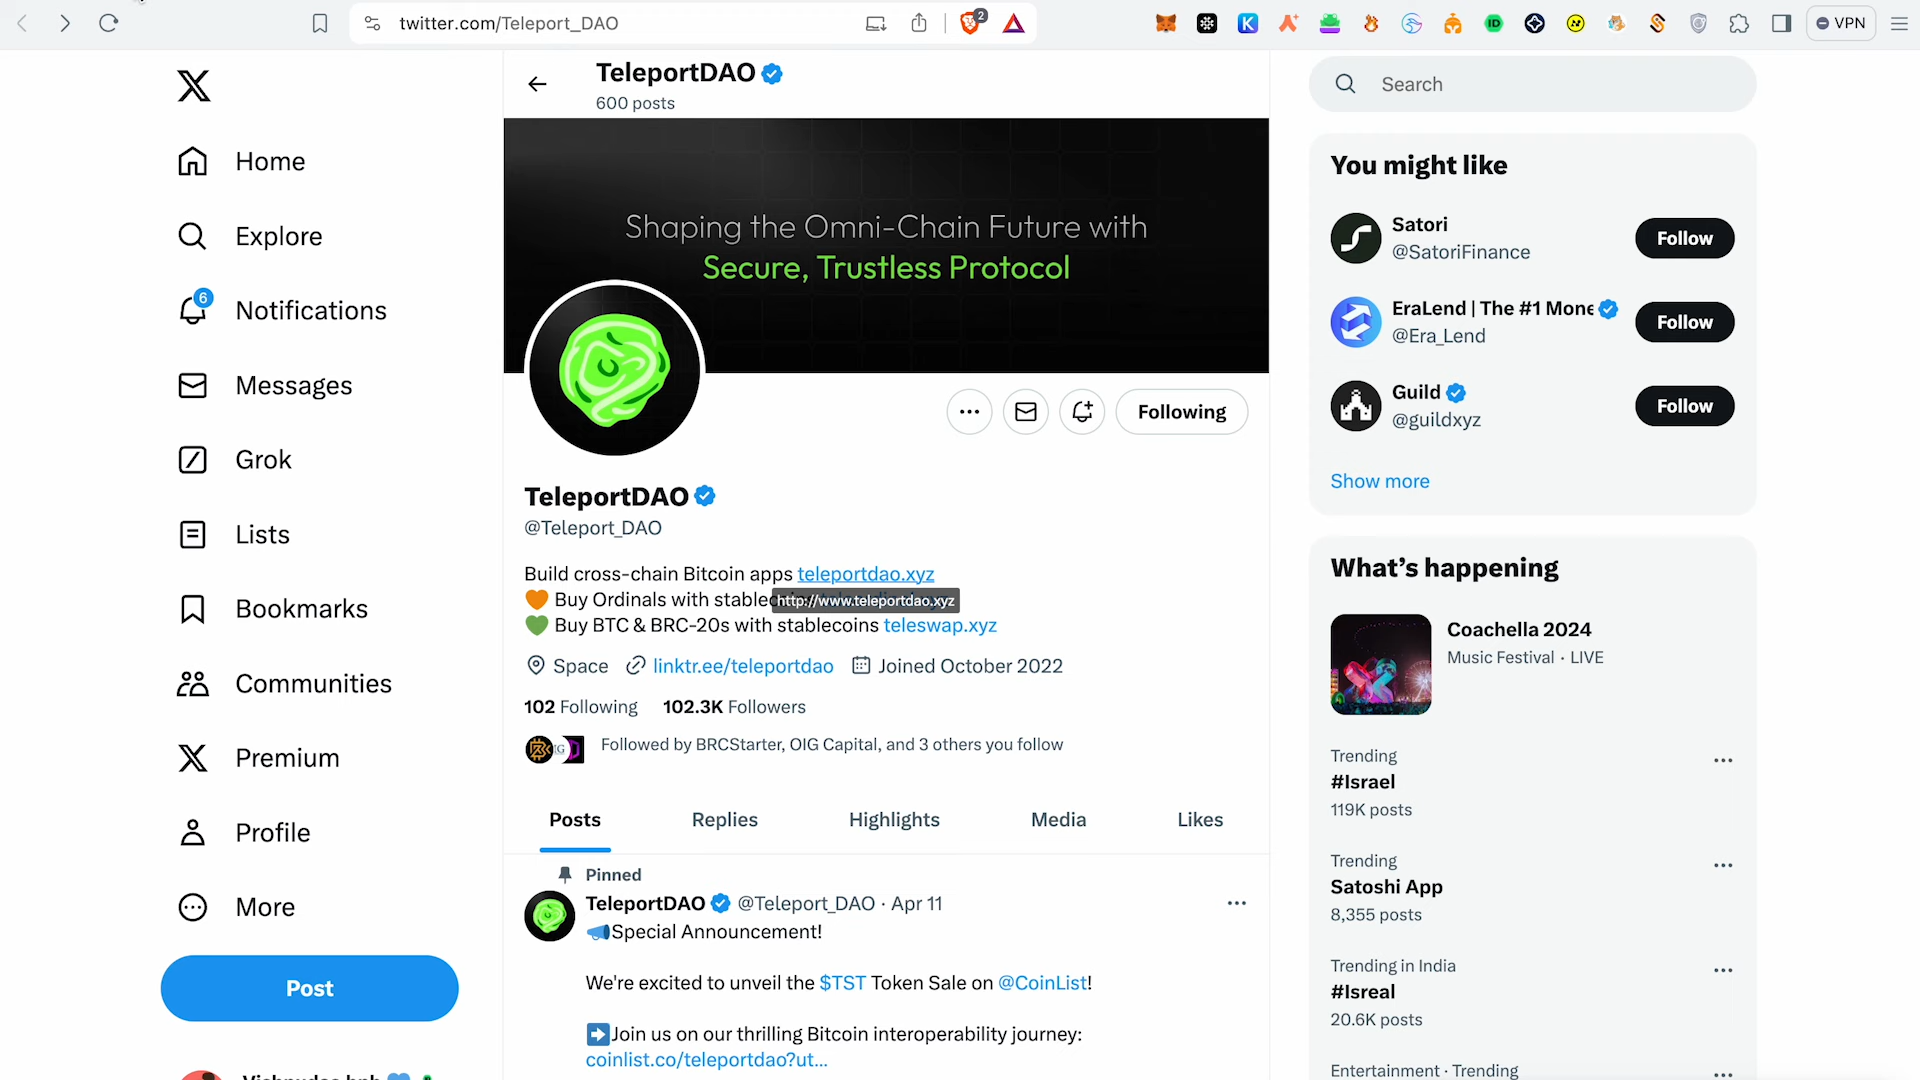 twitter.com/Teleport_DAO
2
VPN
TeleportDAO
600 posts
Home
Explore
6
Notifications
Messages
Grok
Lists
Bookmarks
Communities
Premium
Profile
More
Post
Shaping the Omni-Chain Future with
Secure, Trustless Protocol
Following
TeleportDAO
@Teleport_DAO
Build cross-chain Bitcoin apps teleportdao.xyz
🧡 Buy Ordinals with stablec
http://www.teleportdao.xyz
💚 Buy BTC & BRC-20s with stablecoins teleswap.xyz
Space linktr.ee/teleportdao Joined October 2022
102 Following 102.3K Followers
Followed by BRCStarter, OIG Capital, and 3 others you follow
Posts Replies Highlights Media Likes
Pinned
TeleportDAO @Teleport_DAO · Apr 11
📣Special Announcement!
We're excited to unveil the $TST Token Sale on @CoinList!
➡️Join us on our thrilling Bitcoin interoperability journey:
coinlist.co/teleportdao?ut...
Search
You might like
Satori
@SatoriFinance
Follow
EraLend | The #1 Mone
@Era_Lend
Follow
Guild
@guildxyz
Follow
Show more
What’s happening
Coachella 2024
Music Festival · LIVE
Trending
#Israel
119K posts
Trending
Satoshi App
8,355 posts
Trending in India
#Isreal
20.6K posts
Entertainment · Trending